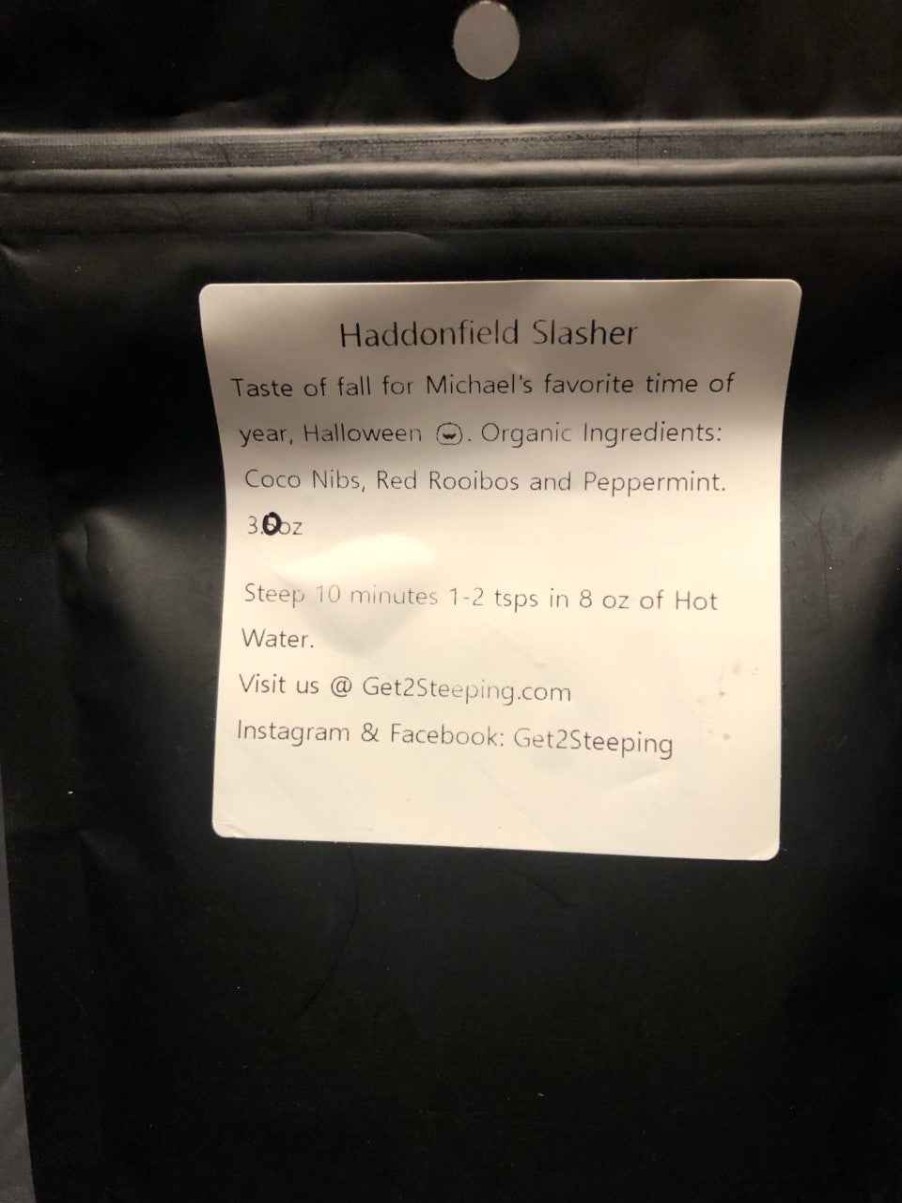 Haddonfield Slasher
Taste of fall for Michael's favorite time of
year, Halloween 😊. Organic Ingredients:
Coco Nibs, Red Rooibos and Peppermint.
3.0oz
Steep 10 minutes 1-2 tsps in 8 oz of Hot
Water.
Visit us @ Get2Steeping.com
Instagram & Facebook: Get2Steeping